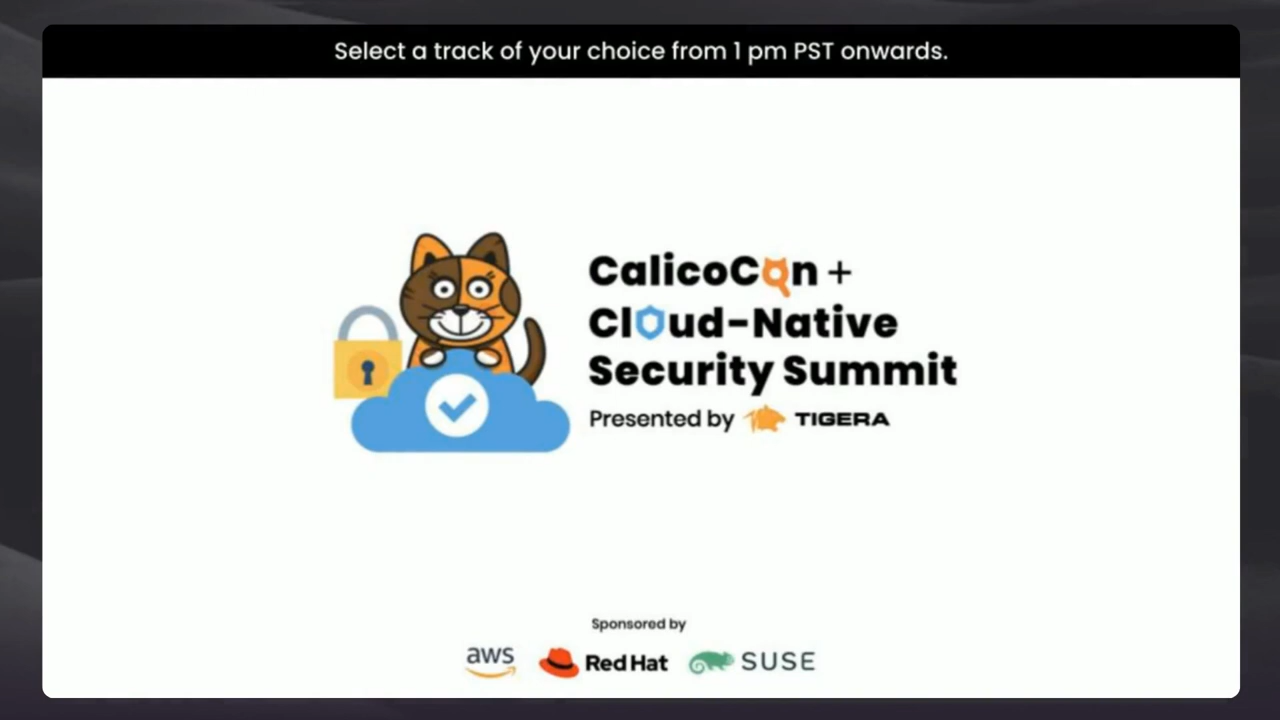 Select a track of your choice from 1 pm PST onwards.
CalicoCon +
Cloud-Native
Security Summit
Presented by TIGERA
Sponsored by
aws Red Hat SUSE